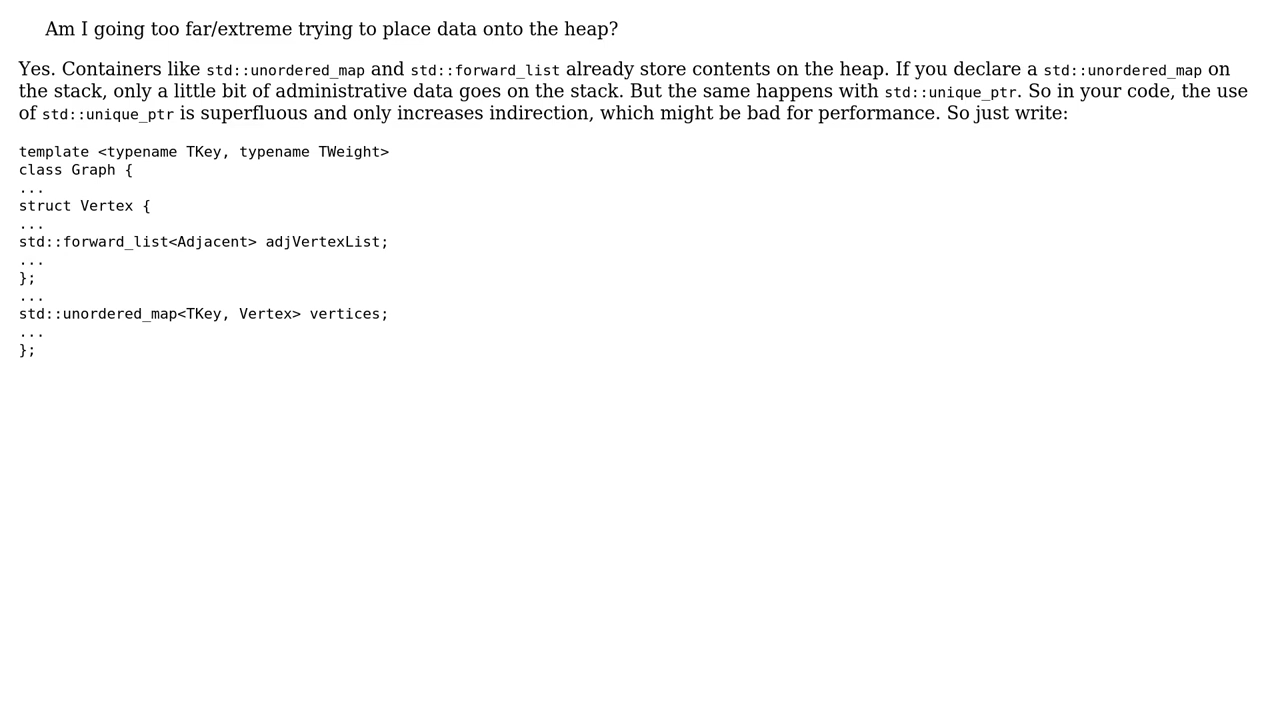 Am I going too far/extreme trying to place data onto the heap?
Yes. Containers like std::unordered_map and std::forward_list already store contents on the heap. If you declare a std::unordered_map on
the stack, only a little bit of administrative data goes on the stack. But the same happens with std::unique_ptr. So in your code, the use
of std::unique_ptr is superfluous and only increases indirection, which might be bad for performance. So just write:
template <typename TKey, typename TWeight>
class Graph {
...
struct Vertex {
...
std::forward_list<Adjacent> adjVertexList;
...
};
...
std::unordered_map<TKey, Vertex> vertices;
...
};